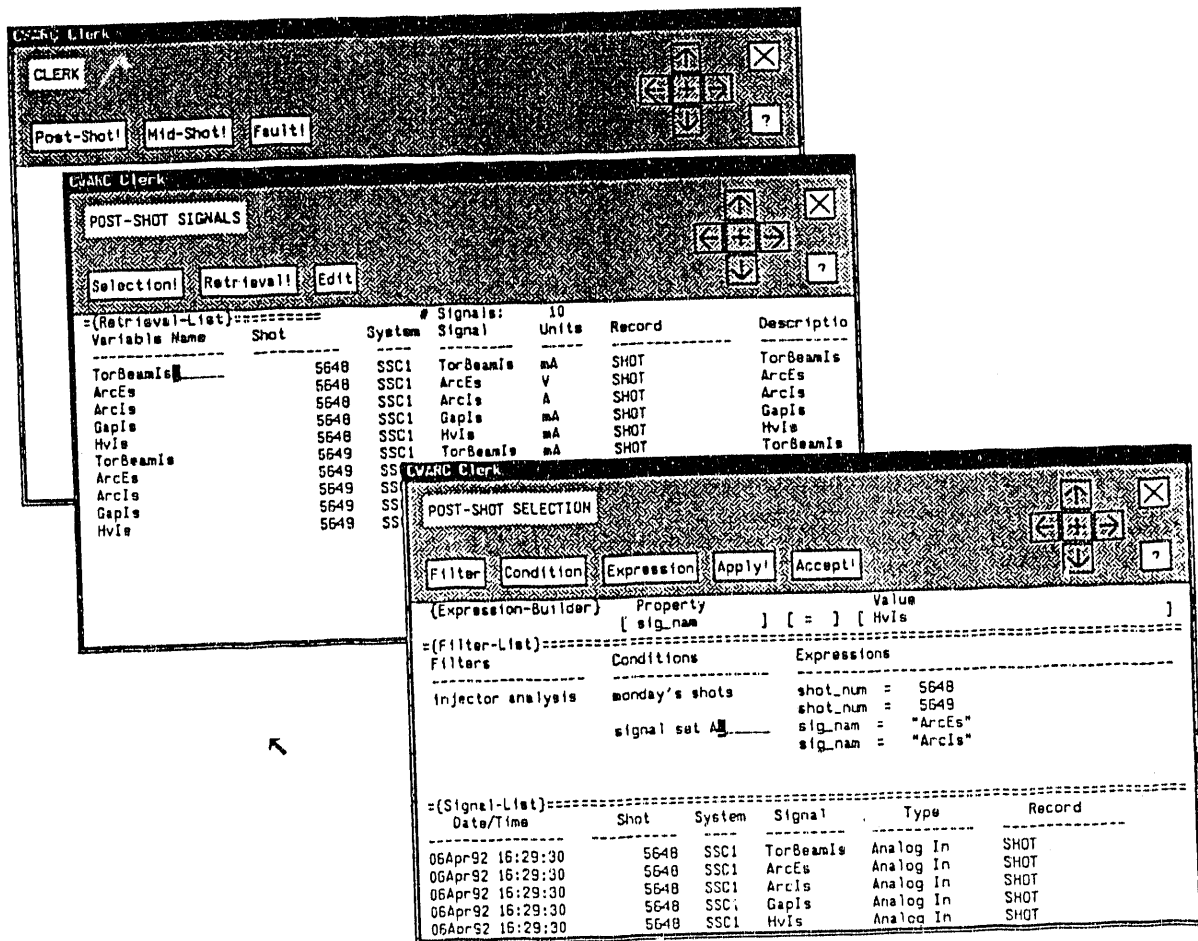 CWARC Clerk
CLERK
Post-Shot! Mid-Shot! Fault! ?
CWARC Clerk
POST-SHOT SIGNALS
Selection! Retrieval! Edit ?
={Retrieval-List}:========== # Signals: 10
Variable Name Shot System Signal Units Record Descriptio
TorBeamIs 5648 SSC1 TorBeamIs mA SHOT TorBeamIs
ArcEs 5648 SSC1 ArcEs V SHOT ArcEs
ArcIs 5648 SSC1 ArcIs A SHOT ArcIs
GapIs 5648 SSC1 GapIs mA SHOT GapIs
HvIs 5648 SSC1 HvIs mA SHOT HvIs
TorBeamIs 5649 SSC1 TorBeamIs mA SHOT TorBeamIs
ArcEs 5649 SS
ArcIs 5649 SS
GapIs 5649 SS
HvIs 5649 SS
CWARC Clerk
POST-SHOT SELECTION
Filter Condition Expression Apply! Accept! ?
{Expression-Builder} Property Value
[ sig_nam ] [ = ] [ HvIs ]
={Filter-List}:==========
Filters Conditions Expressions
injector analysis monday's shots shot_num = 5648
shot_num = 5649
signal set A sig_nam = "ArcEs"
sig_nam = "ArcIs"
={Signal-List}:==========
Date/Time Shot System Signal Type Record
06Apr92 16:29:30 5648 SSC1 TorBeamIs Analog In SHOT
06Apr92 16:29:30 5648 SSC1 ArcEs Analog In SHOT
06Apr92 16:29:30 5648 SSC1 ArcIs Analog In SHOT
06Apr92 16:29:30 5648 SSC1 GapIs Analog In SHOT
06Apr92 16:29:30 5648 SSC1 HvIs Analog In SHOT